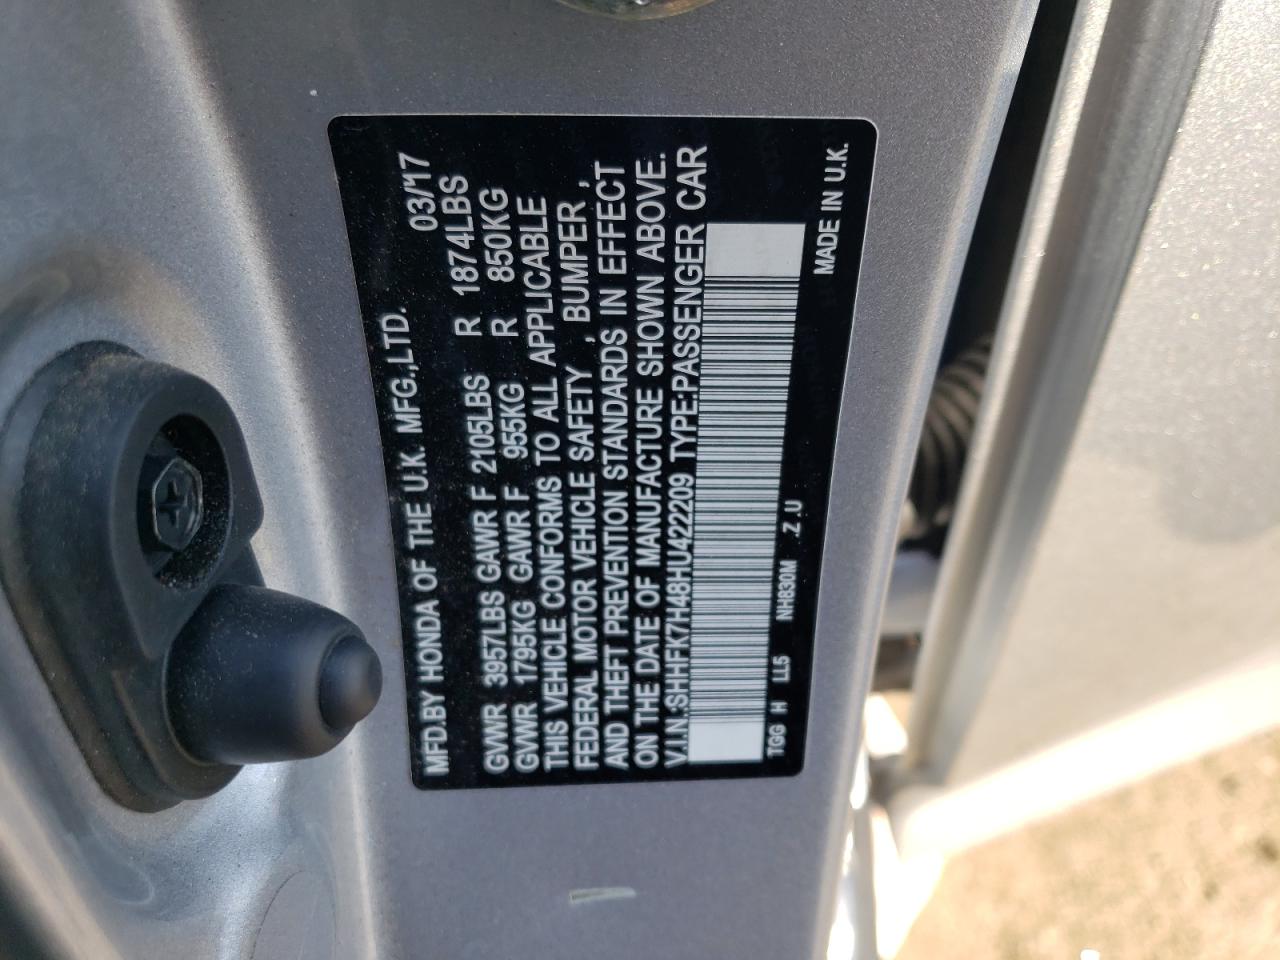 MFD.BY HONDA OF THE U.K. MFG.,LTD. 03/17
GVWR 3957LBS GAWR F 2105LBS R 1874LBS
GVWR 1795KG GAWR F 955KG R 850KG
THIS VEHICLE CONFORMS TO ALL APPLICABLE
FEDERAL MOTOR VEHICLE SAFETY , BUMPER ,
AND THEFT PREVENTION STANDARDS IN EFFECT
ON THE DATE OF MANUFACTURE SHOWN ABOVE.
V.I.N.:SHHFK7H48HU422209 TYPE:PASSENGER CAR
TGG H LL5 NH830M .Z .U
MADE IN U.K.